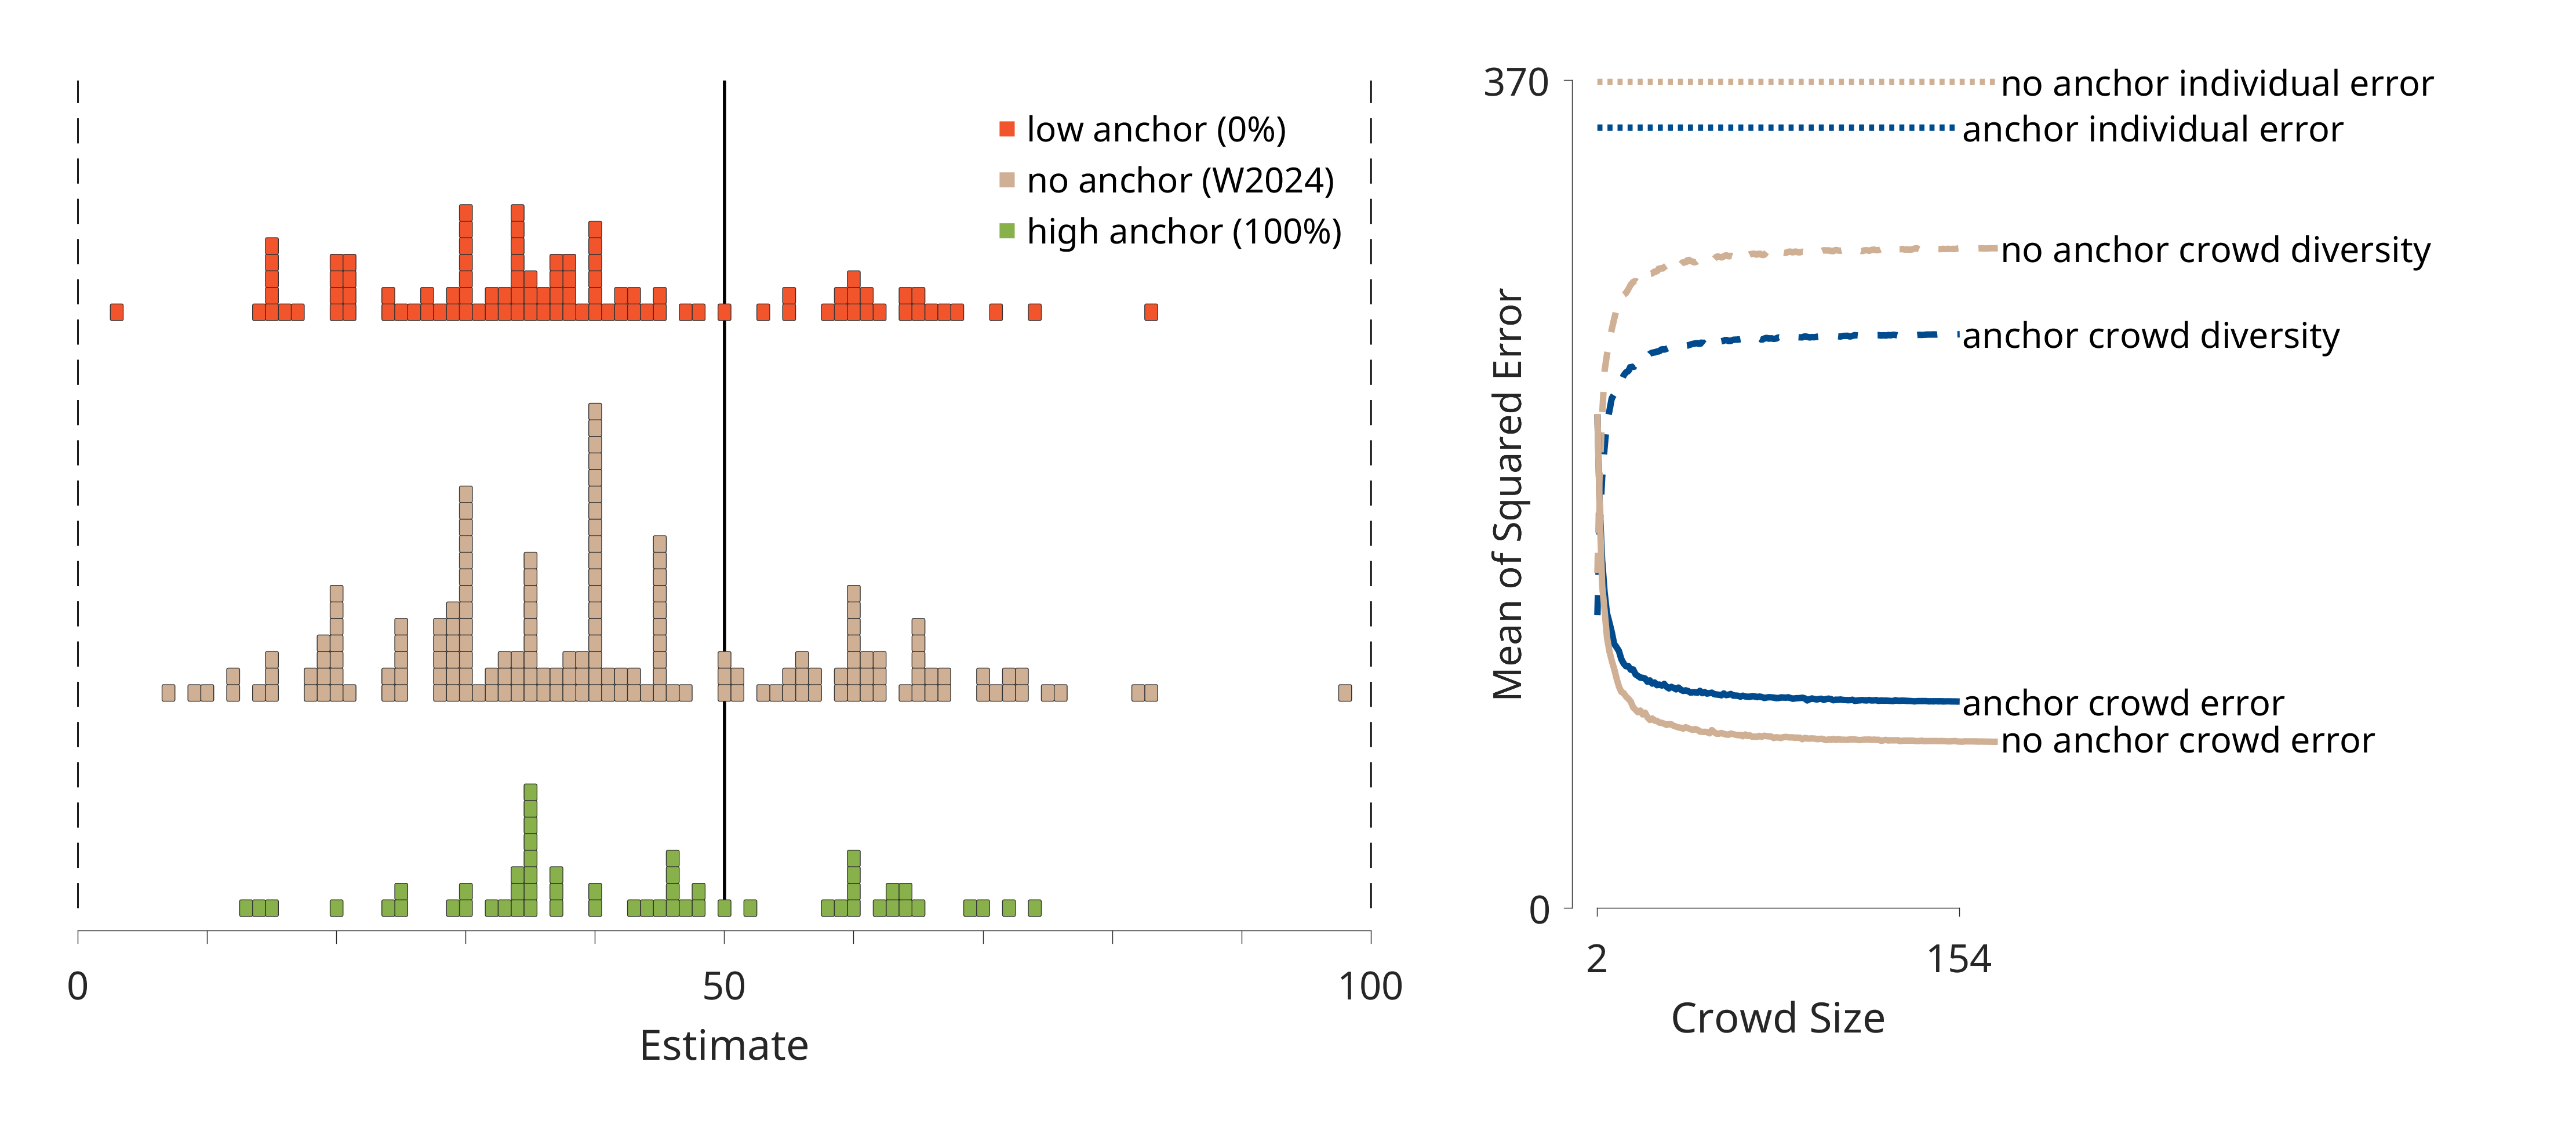 low anchor (0%)
no anchor (W2024)
high anchor (100%)
0
50
100
Estimate
370
0
Mean of Squared Error
no anchor individual error
anchor individual error
no anchor crowd diversity
anchor crowd diversity
anchor crowd error
no anchor crowd error
2
154
Crowd Size